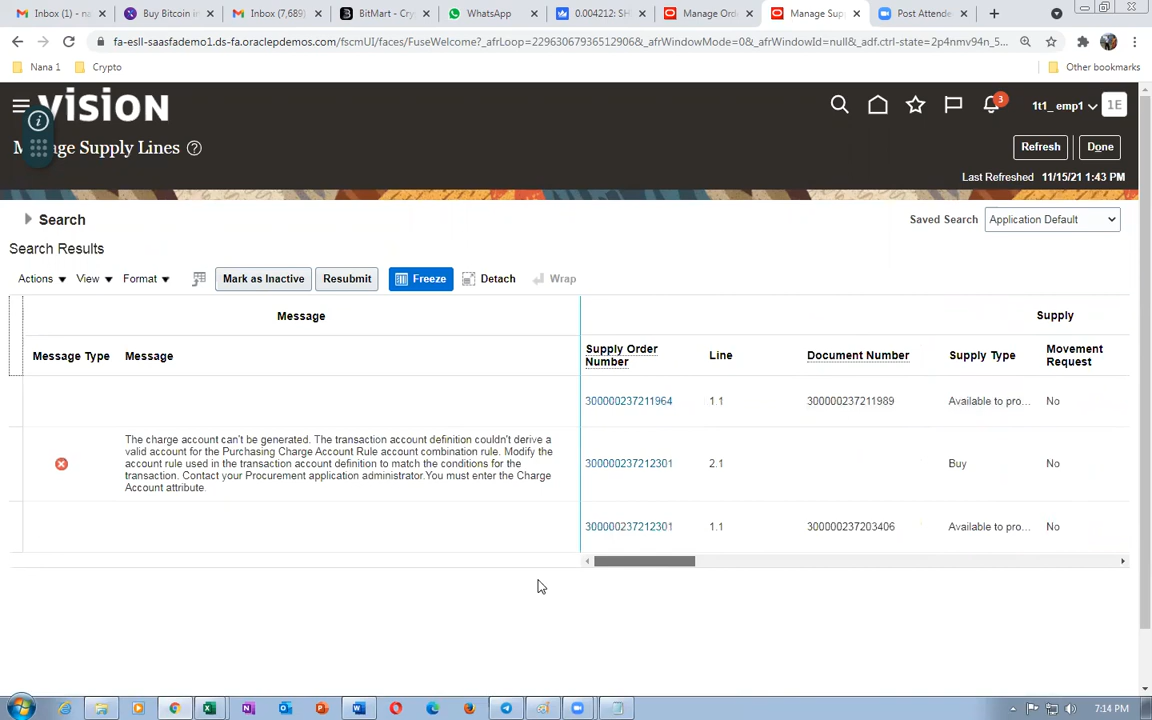 Inbox (1) - na
Buy Bitcoin in
Inbox (7,689)
BitMart - Cry
WhatsApp
0.004212: SH
Manage Ord
Manage Sup
Post Attende
fa-esll-saasfademo1.ds-fa.oraclepdemos.com/fscmUI/faces/FuseWelcome?_afrLoop=22963067936512906&_afrWindowMode=0&_afrWindowId=null&_adf.ctrl-state=2p4nmv94n_5...
Nana 1
Crypto
Other bookmarks
VISION
3
1t1_ emp1
1E
Supply Lines
Refresh
Done
Last Refreshed 11/15/21 1:43 PM
Search
Saved Search
Application Default
Search Results
Actions
View
Format
Mark as Inactive
Resubmit
Freeze
Detach
Wrap
Message
Supply
Message Type
Message
Supply Order Number
Line
Document Number
Supply Type
Movement Request
300000237211964
1.1
300000237211989
Available to pro...
No
The charge account can't be generated. The transaction account definition couldn't derive a
valid account for the Purchasing Charge Account Rule account combination rule. Modify the
account rule used in the transaction account definition to match the conditions for the
transaction. Contact your Procurement application administrator.You must enter the Charge
Account attribute.
300000237212301
2.1
Buy
No
300000237212301
1.1
300000237203406
Available to pro...
No
7:14 PM